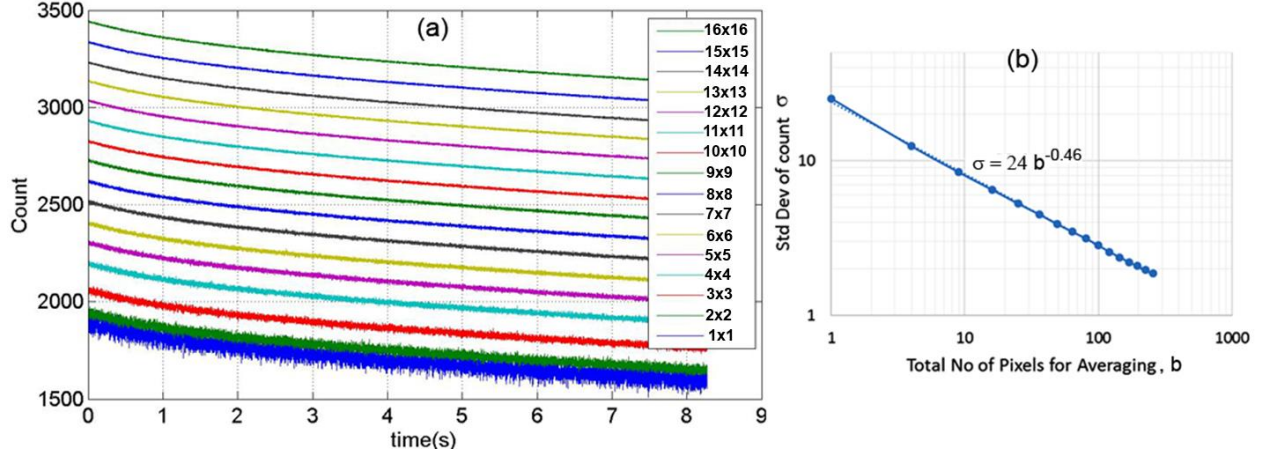 (a)
3500
3000
2500
2000
1500
Count
0 1 2 3 4 5 6 7 8 9
time(s)
16x16
15x15
14x14
13x13
12x12
11x11
10x10
9x9
8x8
7x7
6x6
5x5
4x4
3x3
2x2
1x1
(b)
Std Dev of count σ
10
1
σ = 24 b-0.46
1 10 100 1000
Total No of Pixels for Averaging , b